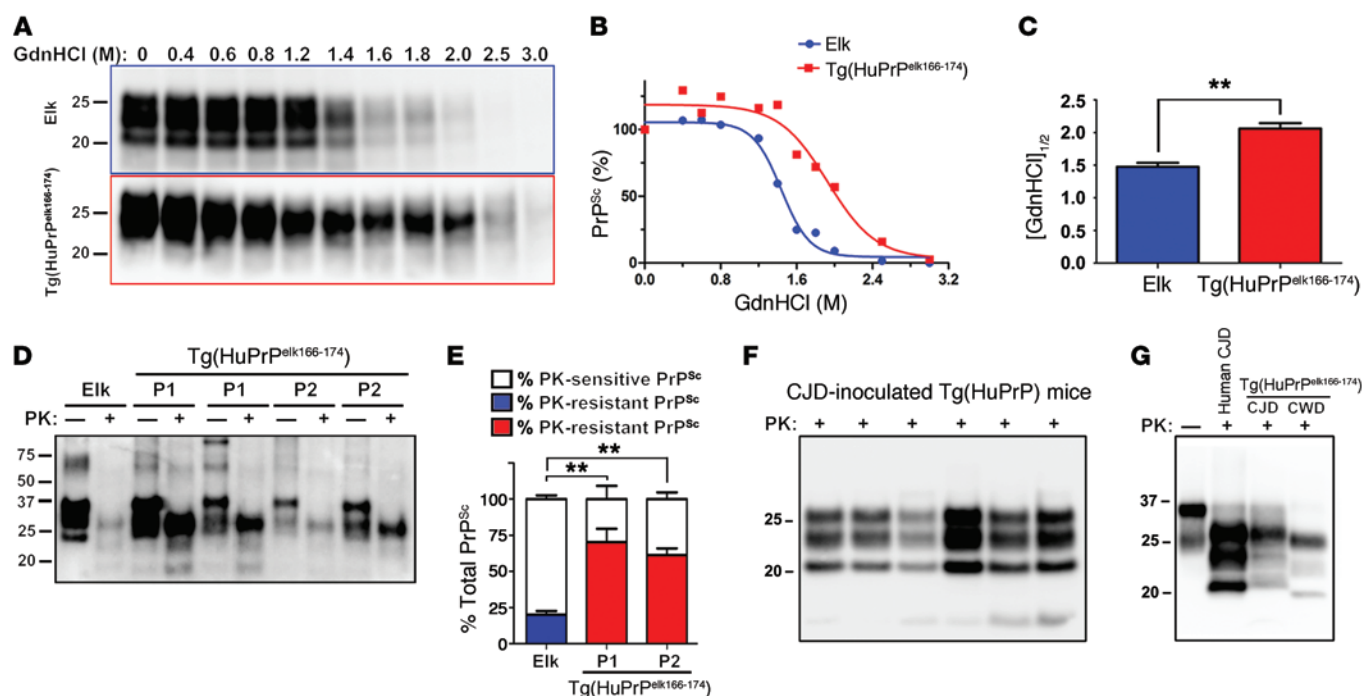 A
GdnHCl (M): 0 0.4 0.6 0.8 1.2 1.4 1.6 1.8 2.0 2.5 3.0
Elk
25
20
Tg(HuPrPelk166-174)
25
20
B
Elk
Tg(HuPrPelk166-174)
PrPSc (%)
100
50
0
0.0 0.8 1.6 2.4 3.2
GdnHCl (M)
C
**
[GdnHCl]1/2
2.5
2.0
1.5
1.0
0.5
0.0
Elk Tg(HuPrPelk166-174)
D
Tg(HuPrPelk166-174)
Elk P1 P1 P2 P2
PK: — + — + — + — + — +
75
50
37
25
20
E
% PK-sensitive PrPSc
% PK-resistant PrPSc
% PK-resistant PrPSc
**
**
% Total PrPSc
100
75
50
25
0
Elk P1 P2
Tg(HuPrPelk166-174)
F
CJD-inoculated Tg(HuPrP) mice
PK: + + + + + +
25
20
G
Human CJD
Tg(HuPrPelk166-174)
CJD CWD
PK: — + + +
37
25
20